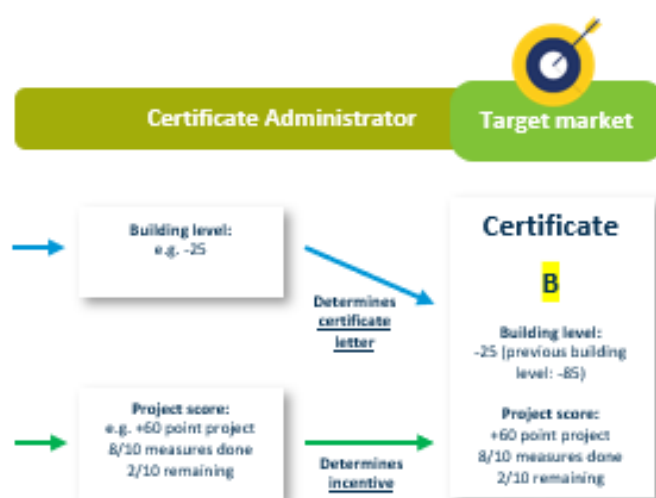 Certificate Administrator
Target market
Building level:
e.g. -25
Determines
certificate
letter
Project score:
e.g. +60 point project
8/10 measures done
2/10 remaining
Determines
incentive
Certificate
B
Building level:
-25 (previous building
level: -85)
Project score:
+60 point project
8/10 measures done
2/10 remaining